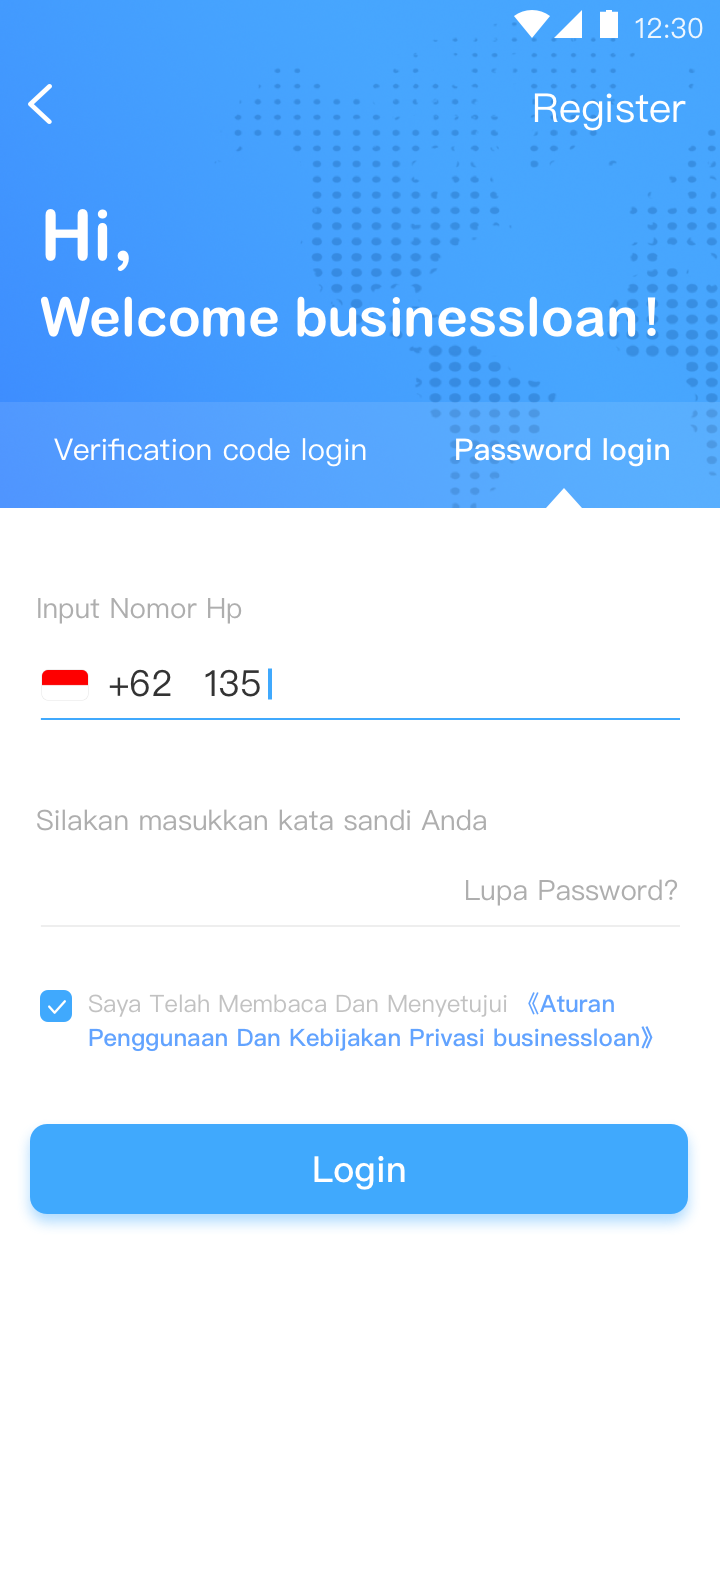 12:30
Register
Hi,
Welcome businessloan!
Verification code login
Password login
Input Nomor Hp
+62 135
Silakan masukkan kata sandi Anda
Lupa Password?
Saya Telah Membaca Dan Menyetujui 《Aturan
Penggunaan Dan Kebijakan Privasi businessloan》
Login